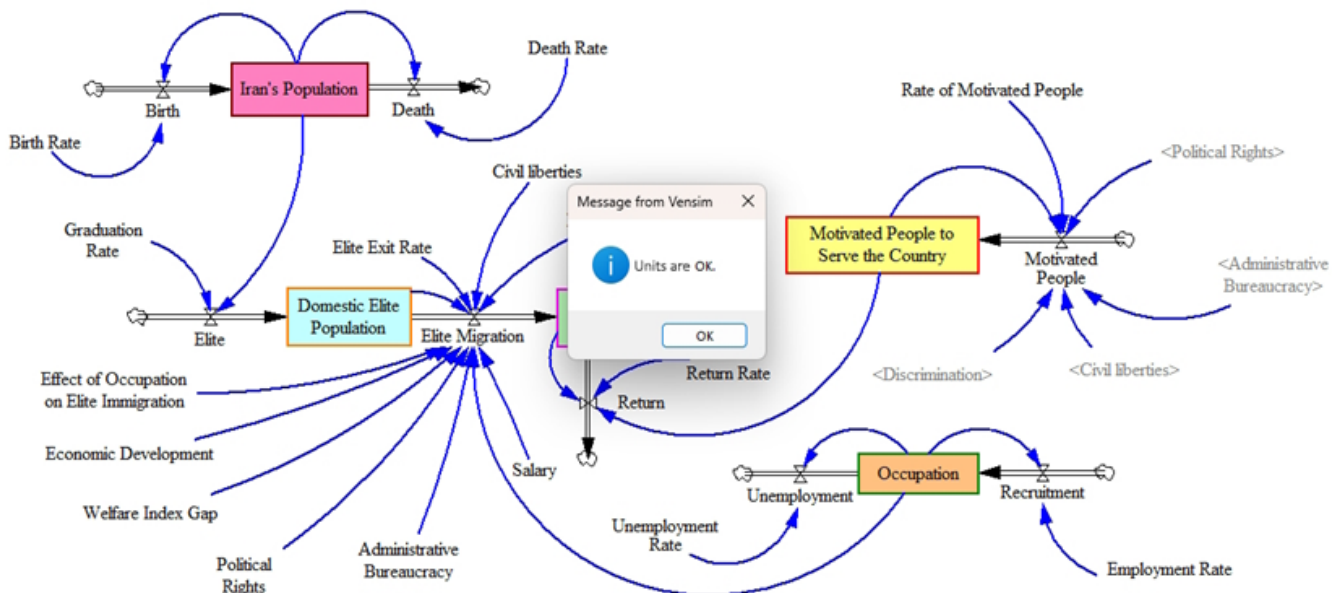 Death Rate
Iran's Population
Birth
Death
Rate of Motivated People
Birth Rate
<Political Rights>
Civil liberties
Message from Vensim
Graduation
Rate
Elite Exit Rate
Units are OK.
Motivated People to
Serve the Country
Motivated
People
<Administrative
Bureaucracy>
Domestic Elite
Population
Elite
Elite Migration
OK
Effect of Occupation
on Elite Immigration
Return Rate
<Discrimination>
<Civil liberties>
Return
Economic Development
Salary
Occupation
Unemployment
Recruitment
Welfare Index Gap
Unemployment
Rate
Political
Rights
Administrative
Bureaucracy
Employment Rate